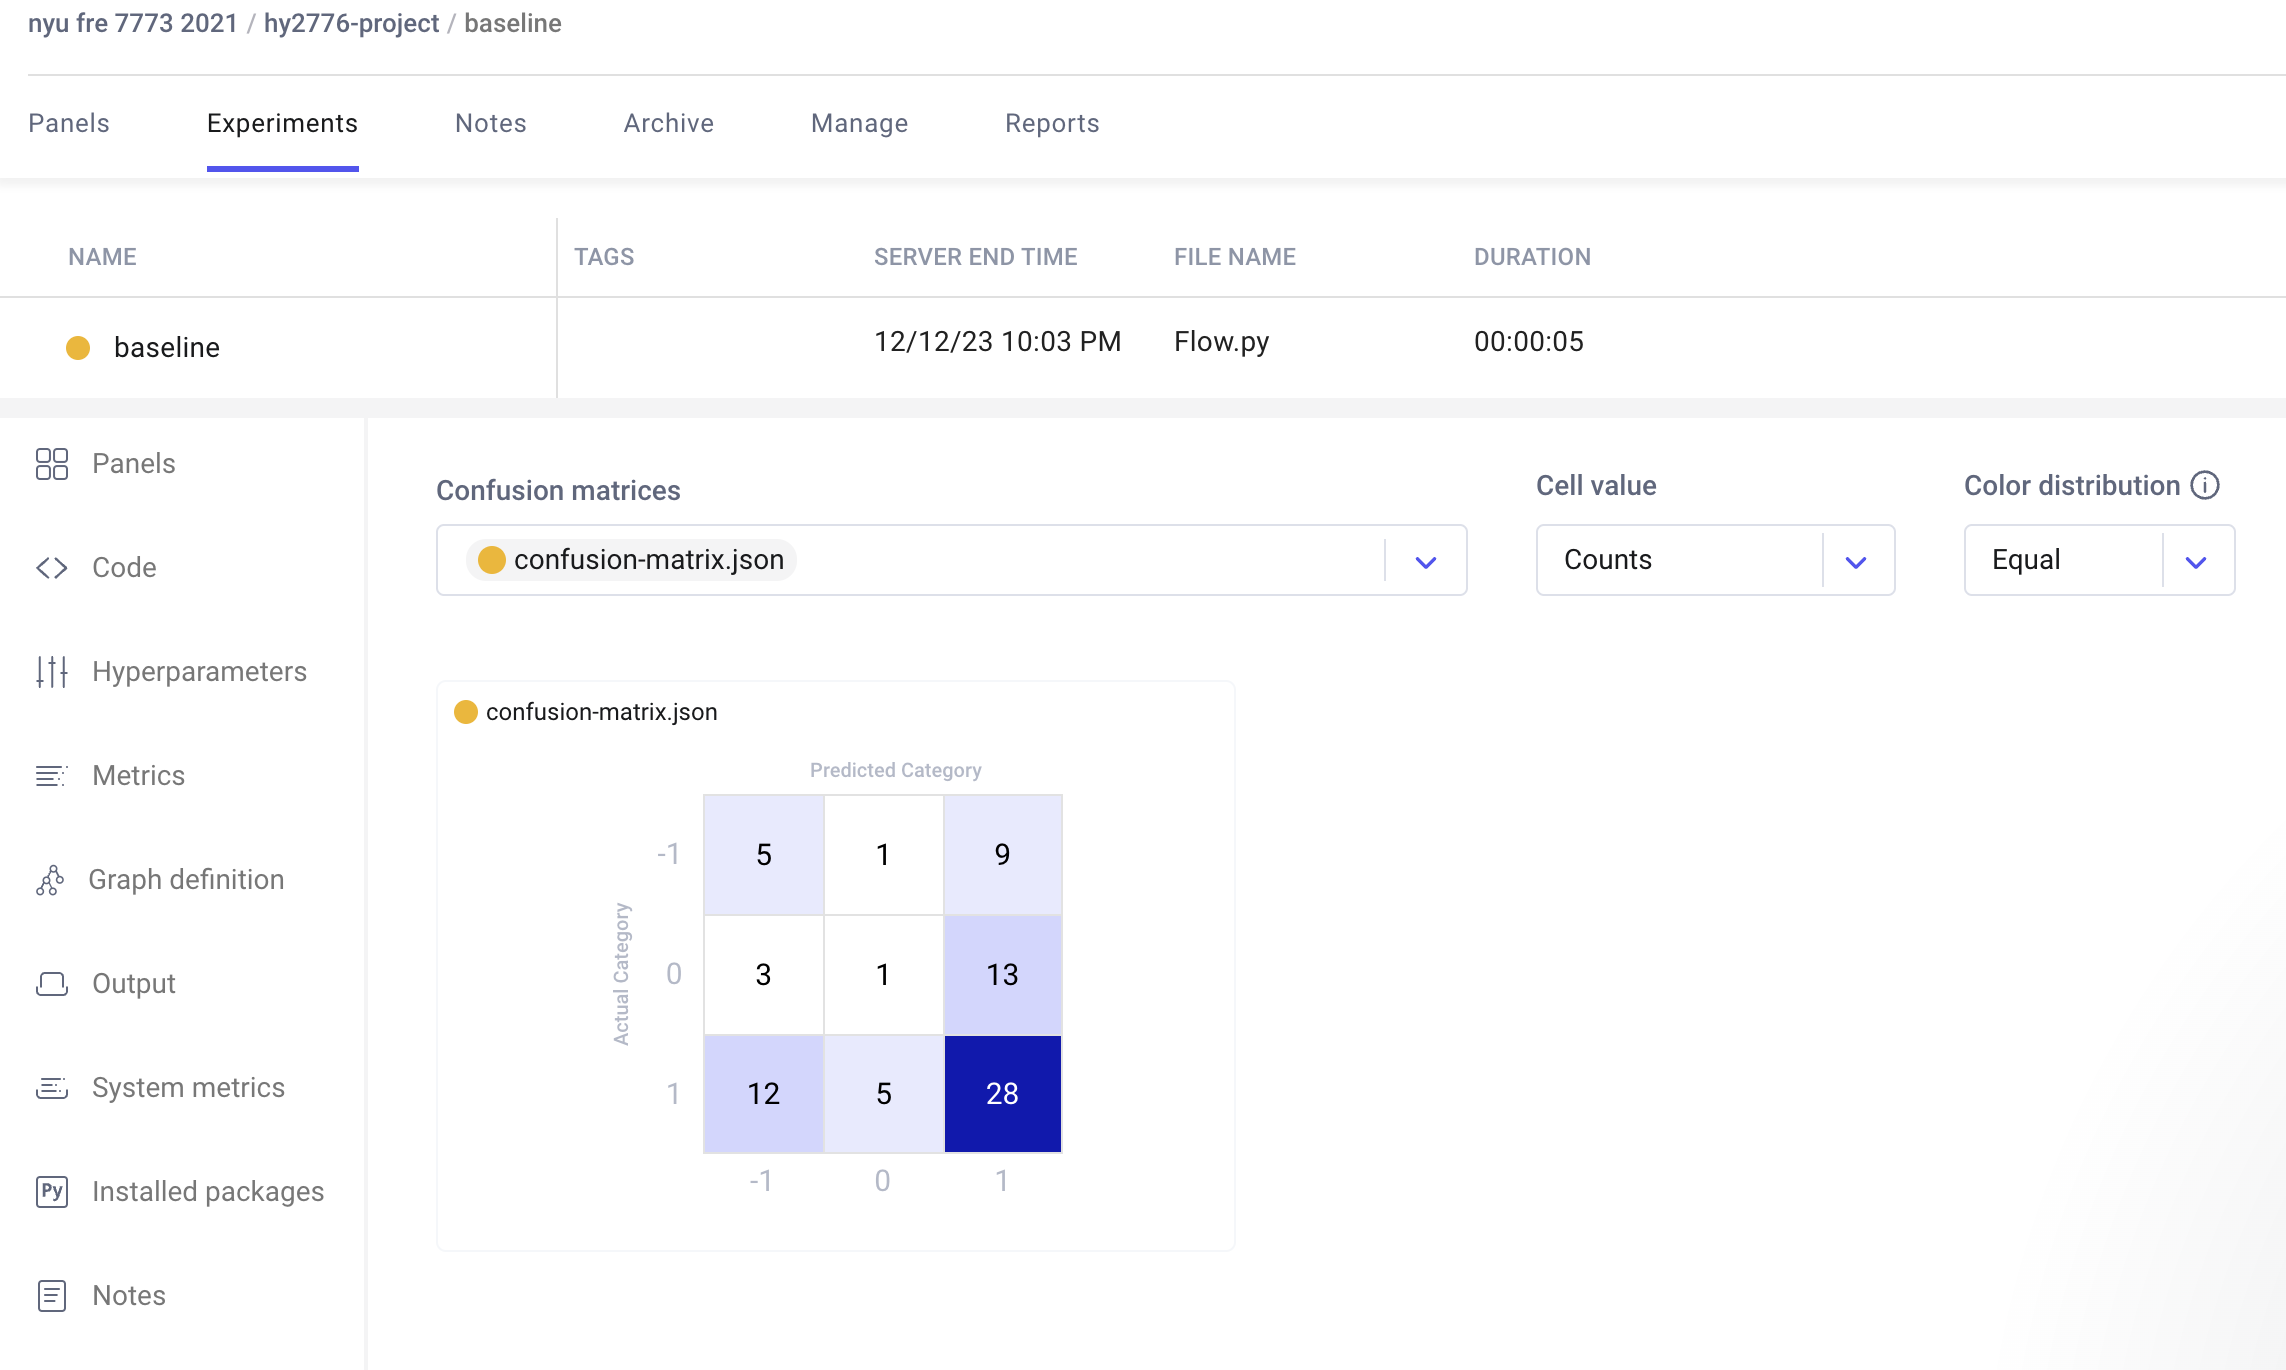 nyu fre 7773 2021 / hy2776-project / baseline
Panels Experiments Notes Archive Manage Reports
NAME TAGS SERVER END TIME FILE NAME DURATION
baseline 12/12/23 10:03 PM Flow.py 00:00:05
Panels
Code
Hyperparameters
Metrics
Graph definition
Output
System metrics
Py Installed packages
Notes
Confusion matrices Cell value Color distribution i
confusion-matrix.json Counts Equal
confusion-matrix.json
Predicted Category
Actual Category
-1 5 1 9
0 3 1 13
1 12 5 28
-1 0 1